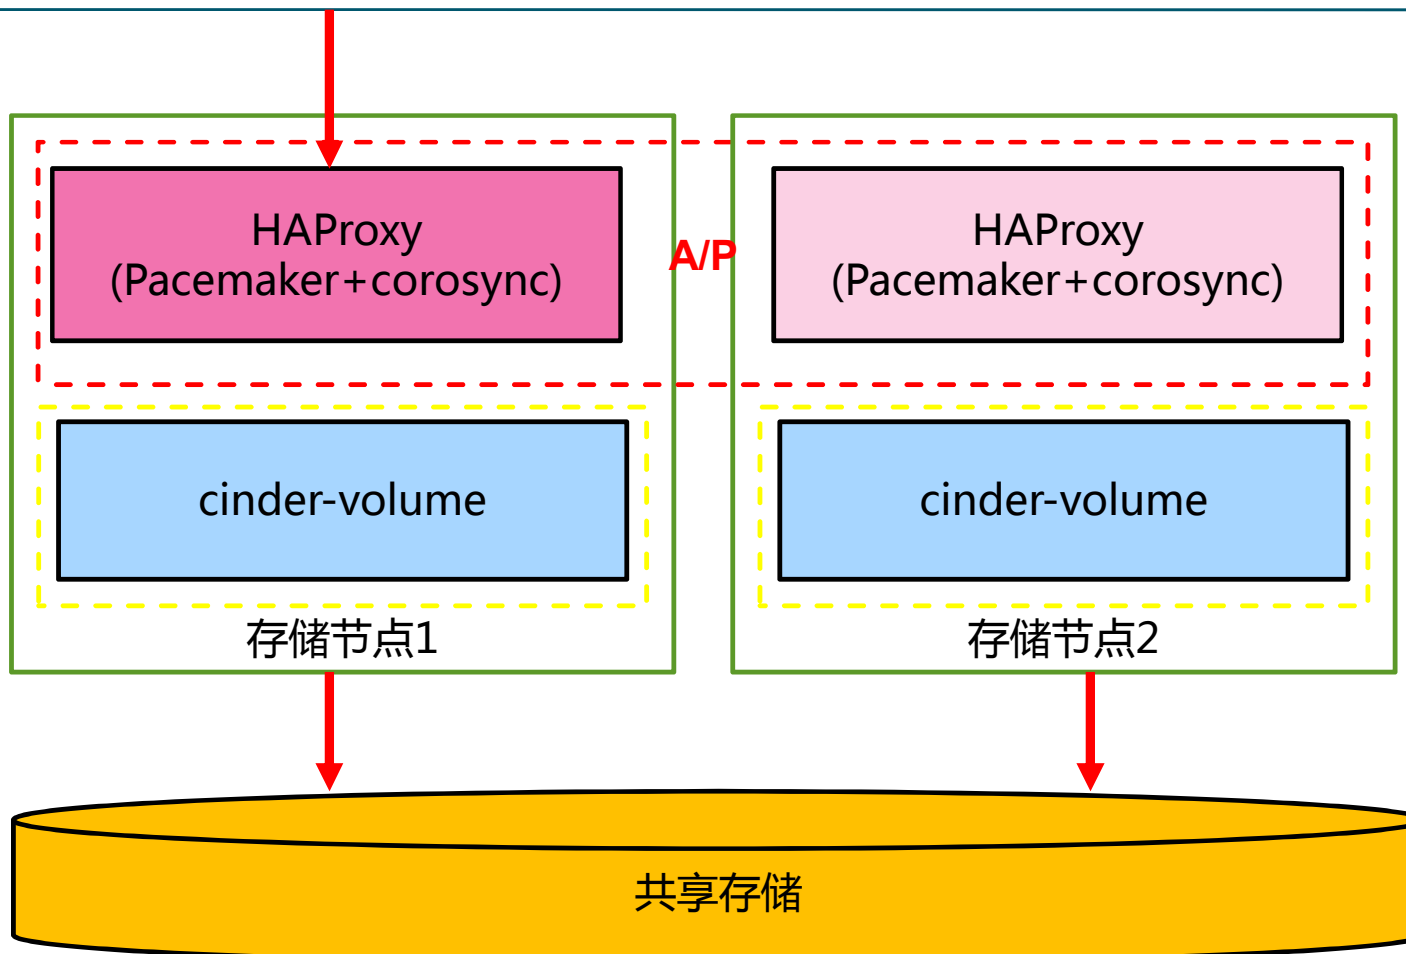 HAProxy
(Pacemaker+corosync)
A/P
HAProxy
(Pacemaker+corosync)
cinder-volume
cinder-volume
存储节点1
存储节点2
共享存储